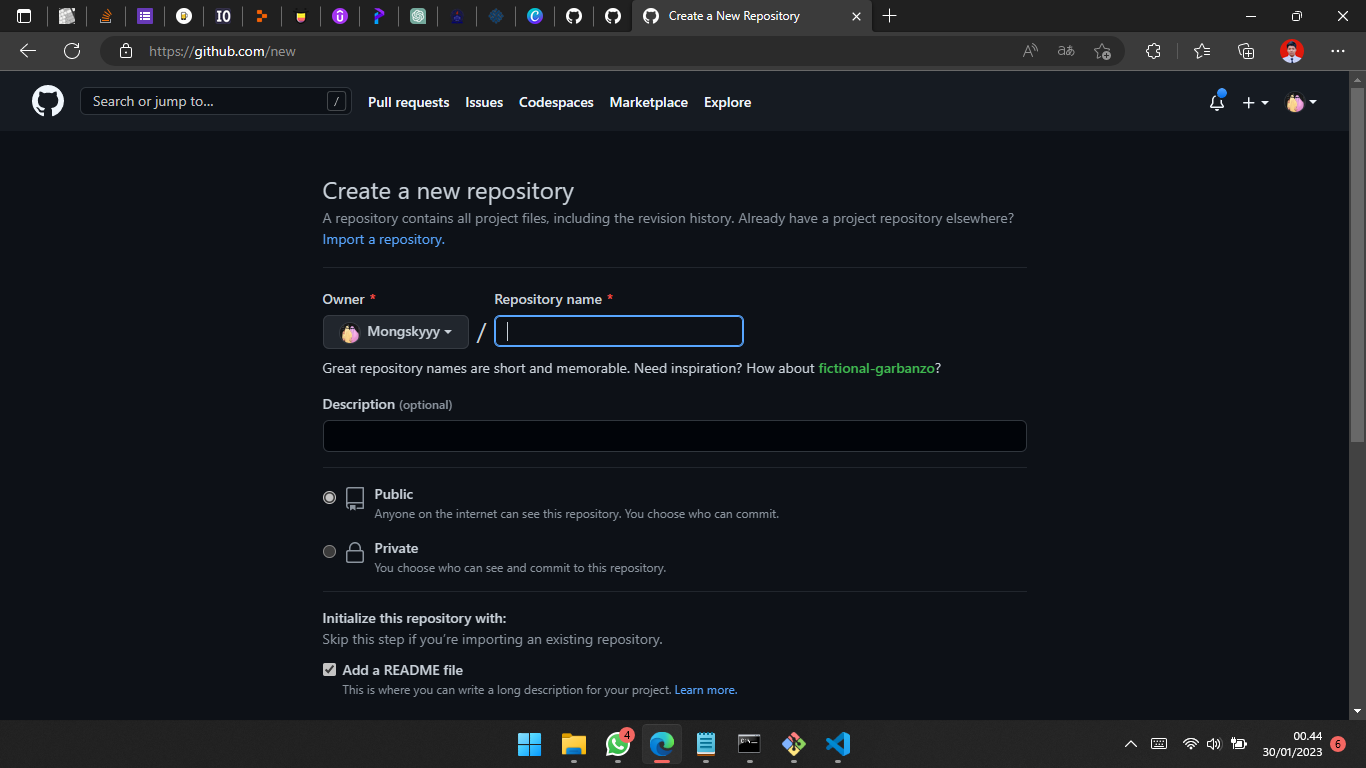 IO
Create a New Repository
https://github.com/new
Search or jump to... /
Pull requests Issues Codespaces Marketplace Explore
Create a new repository
A repository contains all project files, including the revision history. Already have a project repository elsewhere?
Import a repository.
Owner * Repository name *
Mongskyyy /
Great repository names are short and memorable. Need inspiration? How about fictional-garbanzo?
Description (optional)
Public
Anyone on the internet can see this repository. You choose who can commit.
Private
You choose who can see and commit to this repository.
Initialize this repository with:
Skip this step if you're importing an existing repository.
Add a README file
This is where you can write a long description for your project. Learn more.
4
00.44
30/01/2023
6